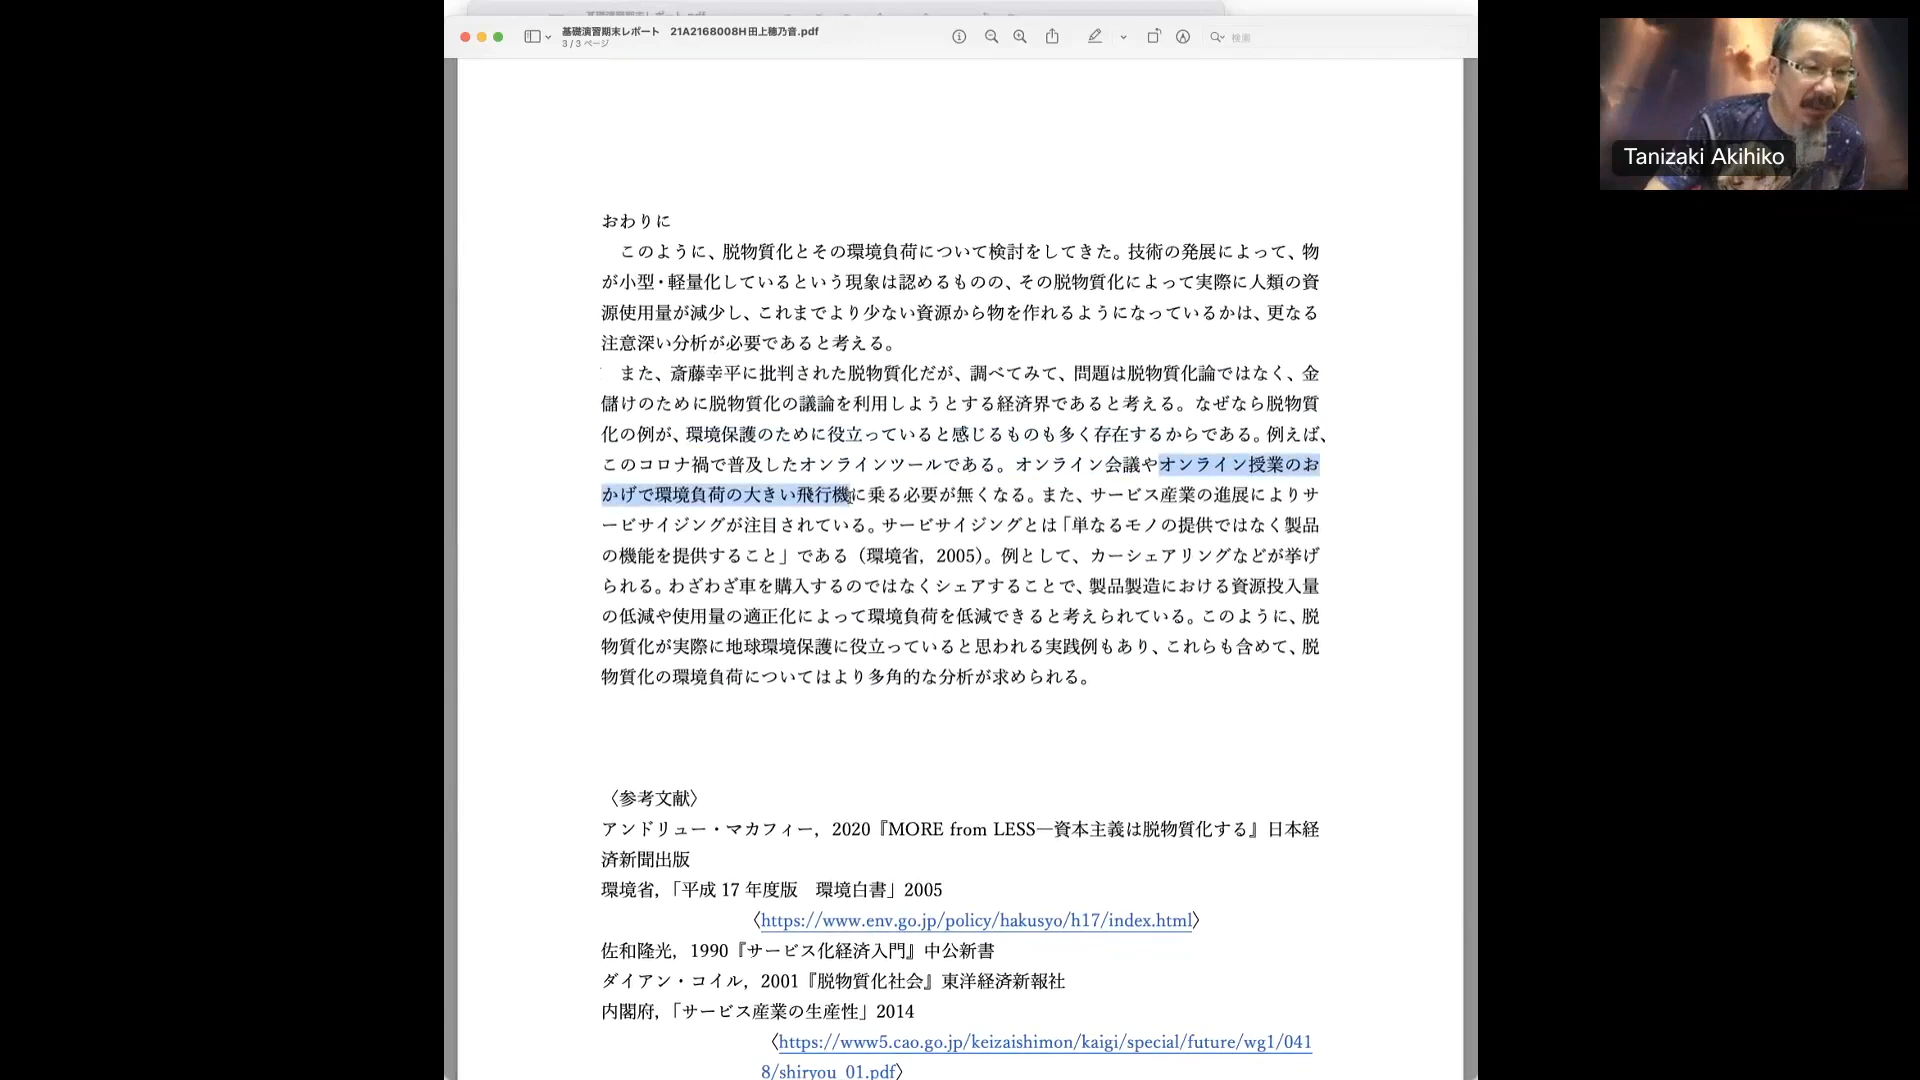 基礎演習期末レポート　21A2168008H 田上穂乃音.pdf
3 / 3 ページ
検索
Tanizaki Akihiko
おわりに
　このように、脱物質化とその環境負荷について検討をしてきた。技術の発展によって、物
が小型・軽量化しているという現象は認めるものの、その脱物質化によって実際に人類の資
源使用量が減少し、これまでより少ない資源から物を作れるようになっているかは、更なる
注意深い分析が必要であると考える。
　また、斎藤幸平に批判された脱物質化だが、調べてみて、問題は脱物質化論ではなく、金
儲けのために脱物質化の議論を利用しようとする経済界であると考える。なぜなら脱物質
化の例が、環境保護のために役立っていると感じるものも多く存在するからである。例えば、
このコロナ禍で普及したオンラインツールである。オンライン会議やオンライン授業のお
かげで環境負荷の大きい飛行機に乗る必要が無くなる。また、サービス産業の進展によりサ
ービサイジングが注目されている。サービサイジングとは「単なるモノの提供ではなく製品
の機能を提供すること」である（環境省，2005）。例として、カーシェアリングなどが挙げ
られる。わざわざ車を購入するのではなくシェアすることで、製品製造における資源投入量
の低減や使用量の適正化によって環境負荷を低減できると考えられている。このように、脱
物質化が実際に地球環境保護に役立っていると思われる実践例もあり、これらも含めて、脱
物質化の環境負荷についてはより多角的な分析が求められる。
〈参考文献〉
アンドリュー・マカフィー，2020『MORE from LESS―資本主義は脱物質化する』日本経
済新聞出版
環境省，「平成 17 年度版　環境白書」2005
〈https://www.env.go.jp/policy/hakusyo/h17/index.html〉
佐和隆光，1990『サービス化経済入門』中公新書
ダイアン・コイル，2001『脱物質化社会』東洋経済新報社
内閣府，「サービス産業の生産性」2014
〈https://www5.cao.go.jp/keizaishimon/kaigi/special/future/wg1/041
8/shiryou_01.pdf〉